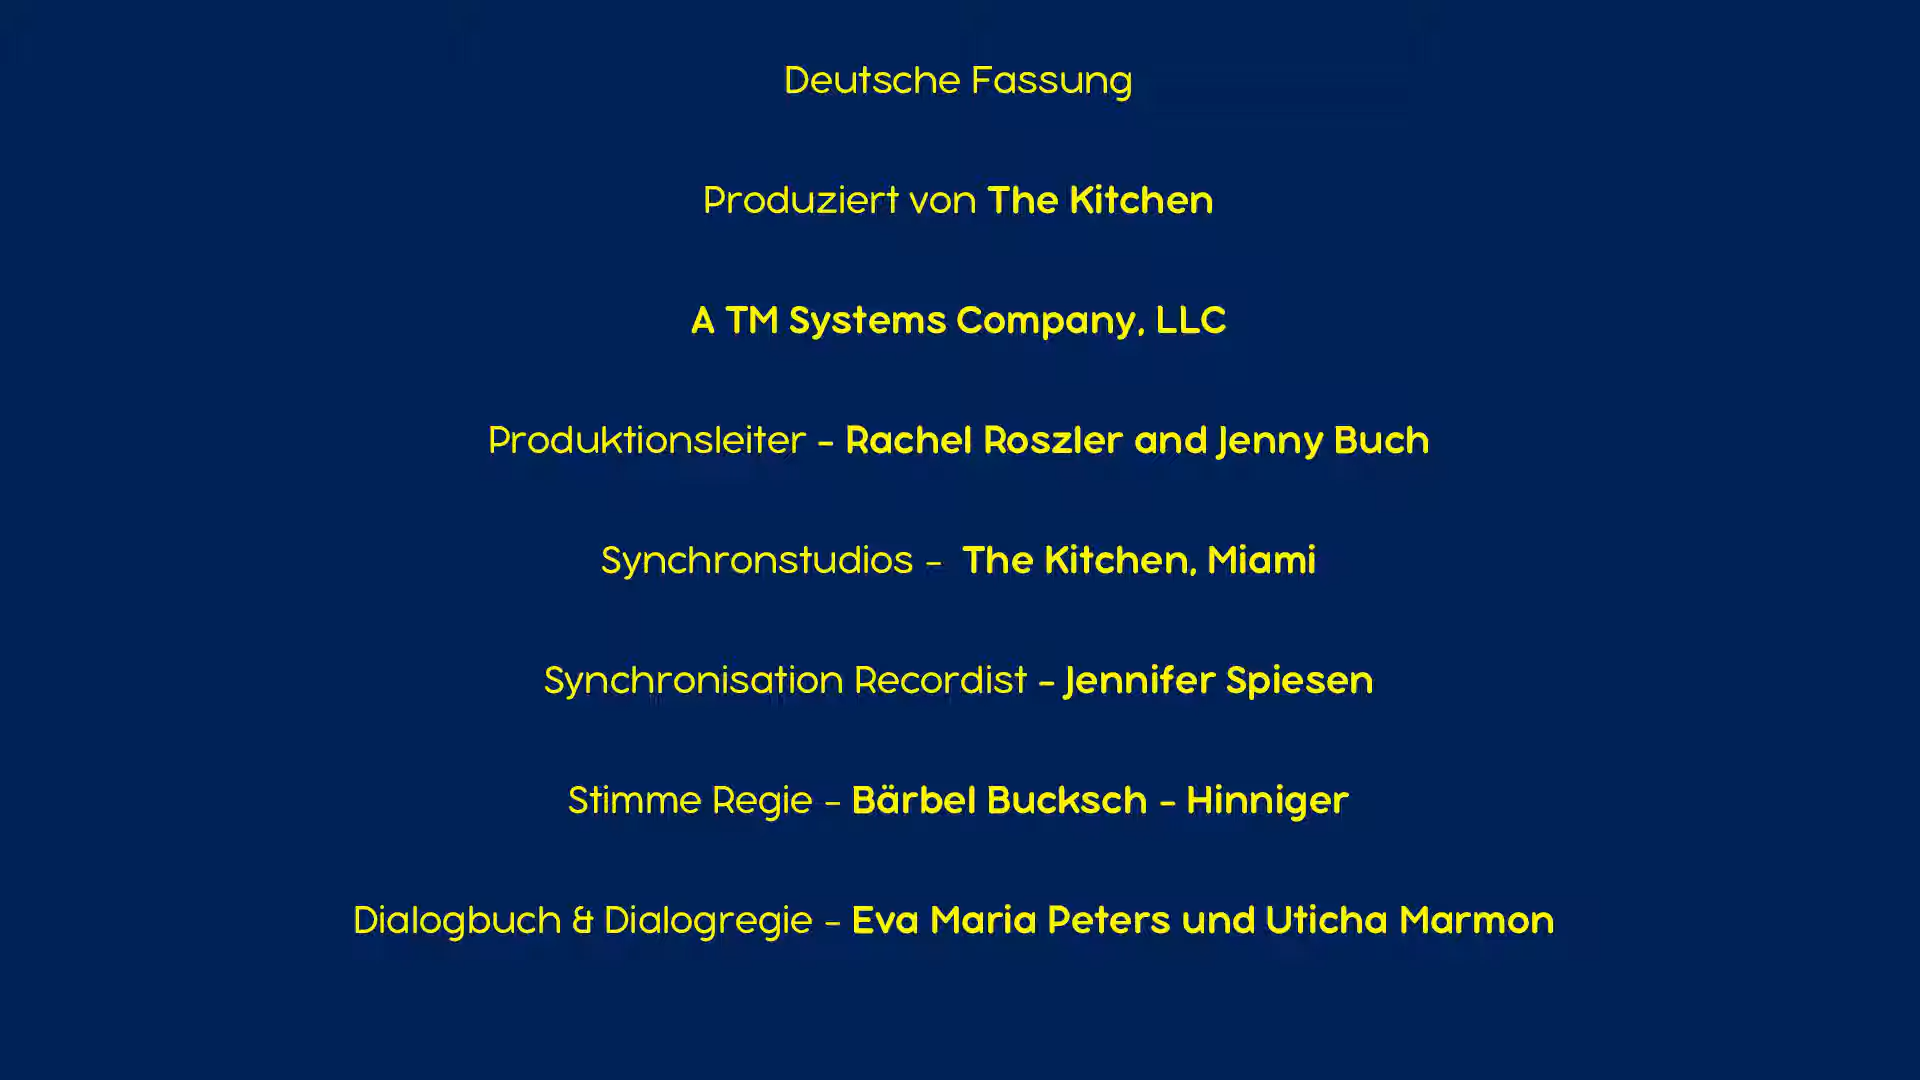 Deutsche Fassung
Produziert von The Kitchen
A TM Systems Company, LLC
Produktionsleiter - Rachel Roszler and Jenny Buch
Synchronstudios - The Kitchen, Miami
Synchronisation Recordist - Jennifer Spiesen
Stimme Regie - Bärbel Bucksch - Hinniger
Dialogbuch & Dialogregie - Eva Maria Peters und Uticha Marmon